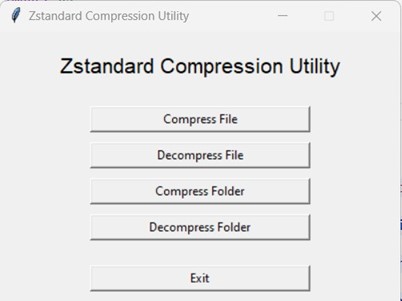 Zstandard Compression Utility
Zstandard Compression Utility
Compress File
Decompress File
Compress Folder
Decompress Folder
Exit